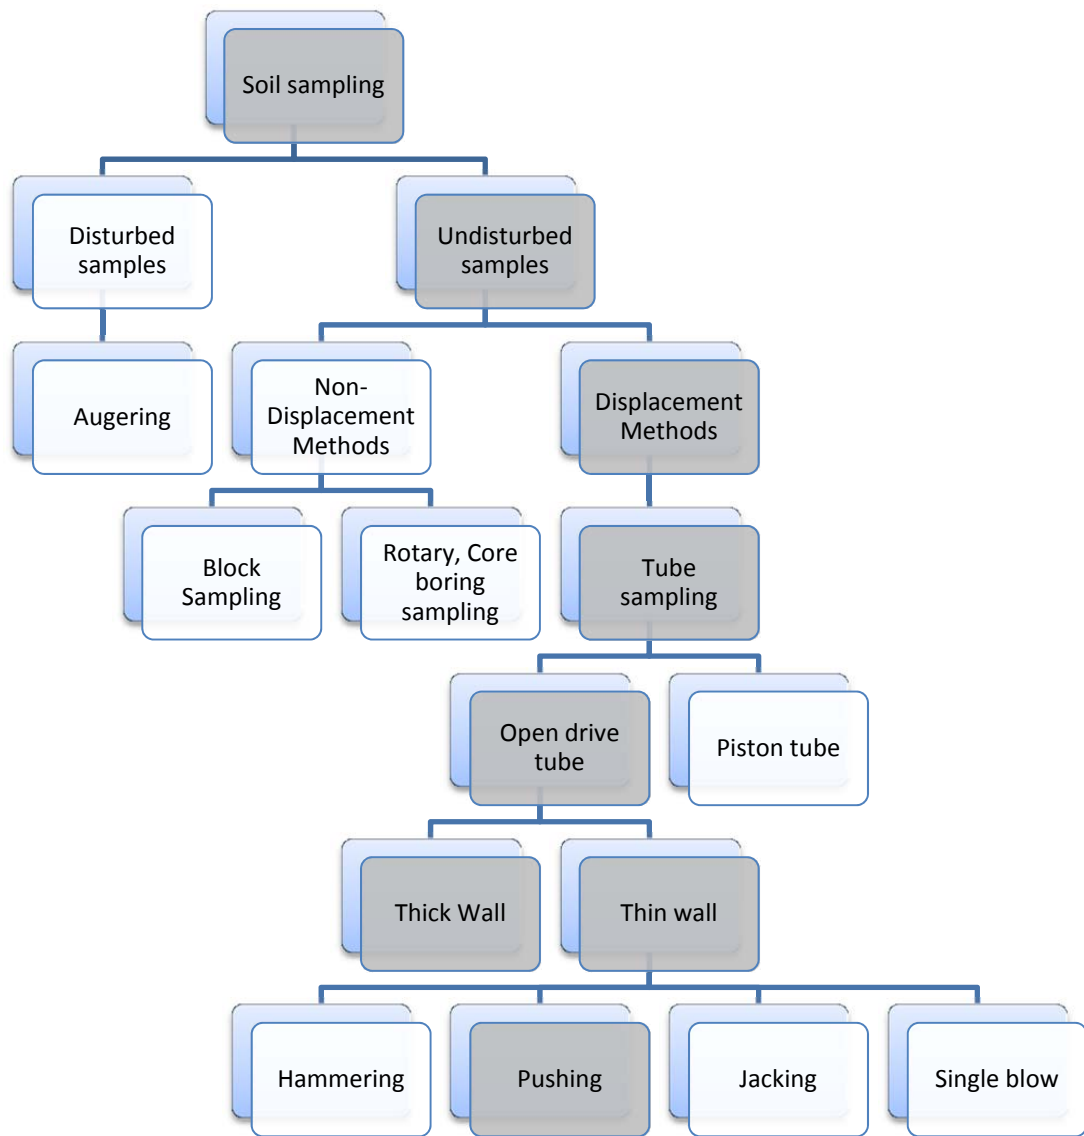 Soil sampling
Disturbed
samples
Undisturbed
samples
Augering
Non-
Displacement
Methods
Displacement
Methods
Block
Sampling
Rotary, Core
boring
sampling
Tube
sampling
Open drive
tube
Piston tube
Thick Wall
Thin wall
Hammering
Pushing
Jacking
Single blow